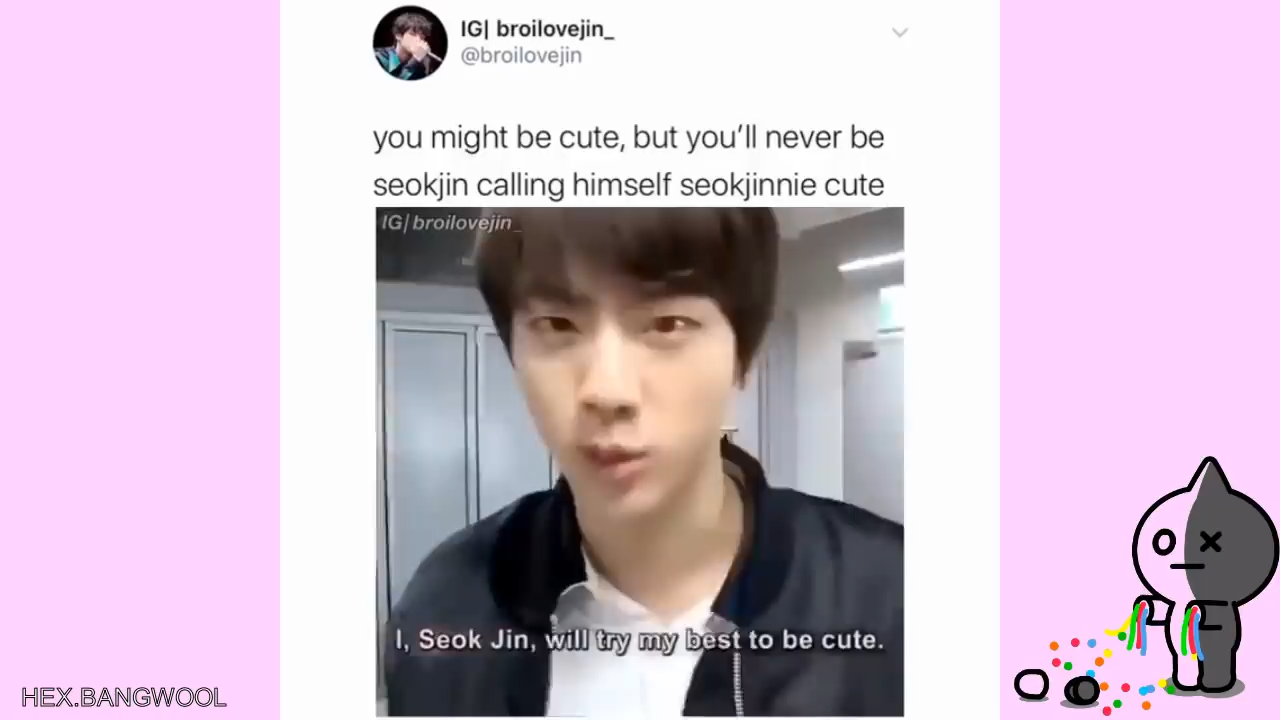 IG| broilovejin_
@broilovejin
you might be cute, but you’ll never be
seokjin calling himself seokjinnie cute
IG| broilovejin_
I, Seok Jin, will try my best to be cute.
HEX.BANGWOOL